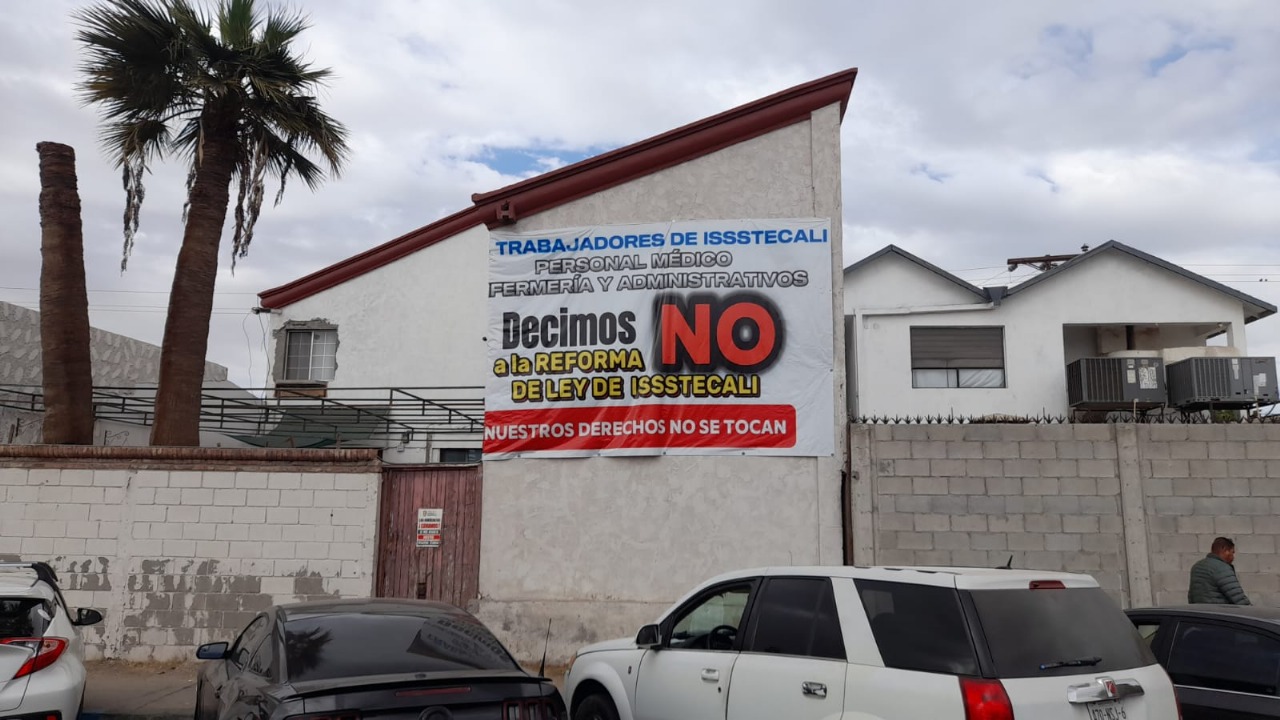 TRABAJADORES DE ISSSTECALI
PERSONAL MÉDICO
FERMERÍA Y ADMINISTRATIVOS
Decimos NO
a la REFORMA
DE LEY DE ISSSTECALI
NUESTROS DERECHOS NO SE TOCAN